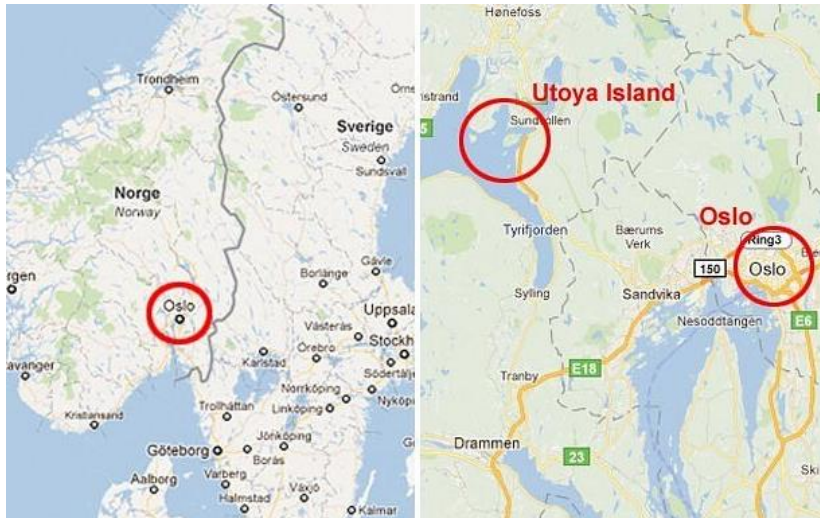 Trondheim
Östersund
Örns
Sverige
Sweden
Sundsvall
Norge
Norway
rgen
Oslo
Gävle
Borlänge
Uppsala
Västerås
Stockh
Örebro
Södertälje
Karlstad
avanger
Norrköping
Nyköpi
Trollhättan
Linköping
Kristiansand
Jönköping
Göteborg
Borås
Aalborg
Varberg
Växjö
Halmstad
Kalmar
Hønefoss
Utoya Island
strand
Sundvollen
5
Tyrifjorden
Bærums
Verk
Oslo
Ring3
150
Oslo
Sylling
Sandvika
Nesoddtangen
E6
E18
Tranby
Drammen
23
Ski